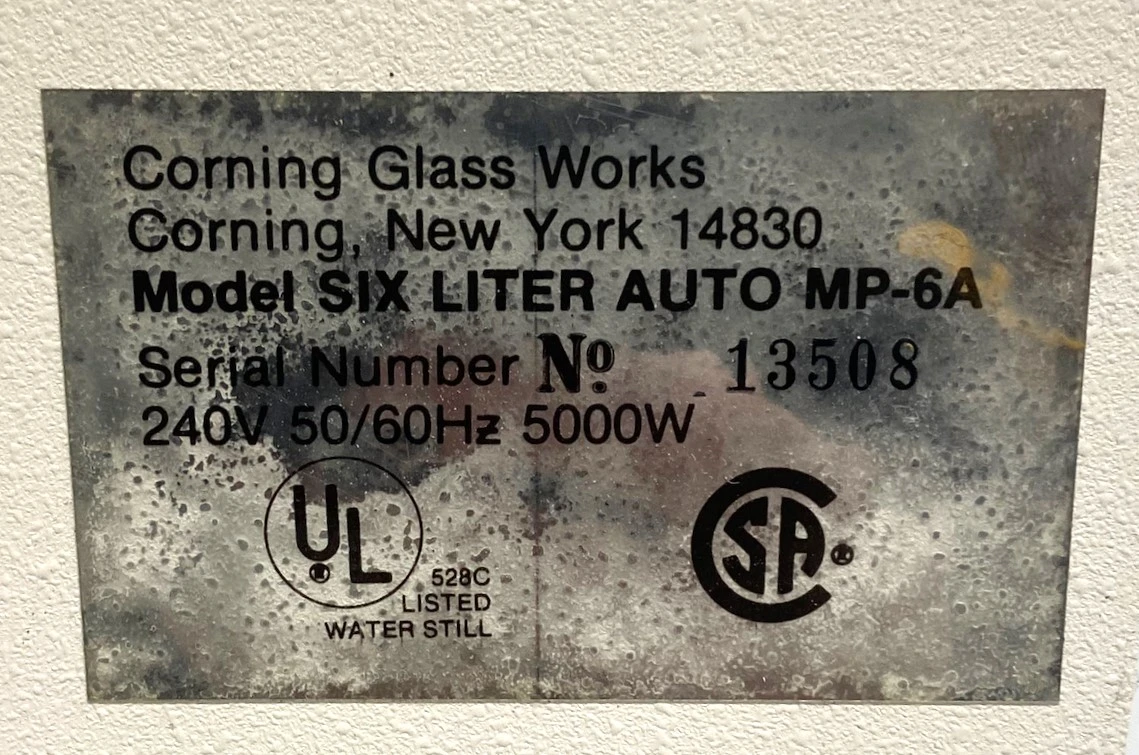 Corning Glass Works
Corning, New York 14830
Model SIX LITER AUTO MP-6A
Serial Number Nº 13508
240V 50/60Hz 5000W
UL
528C
LISTED
WATER STILL
CSA